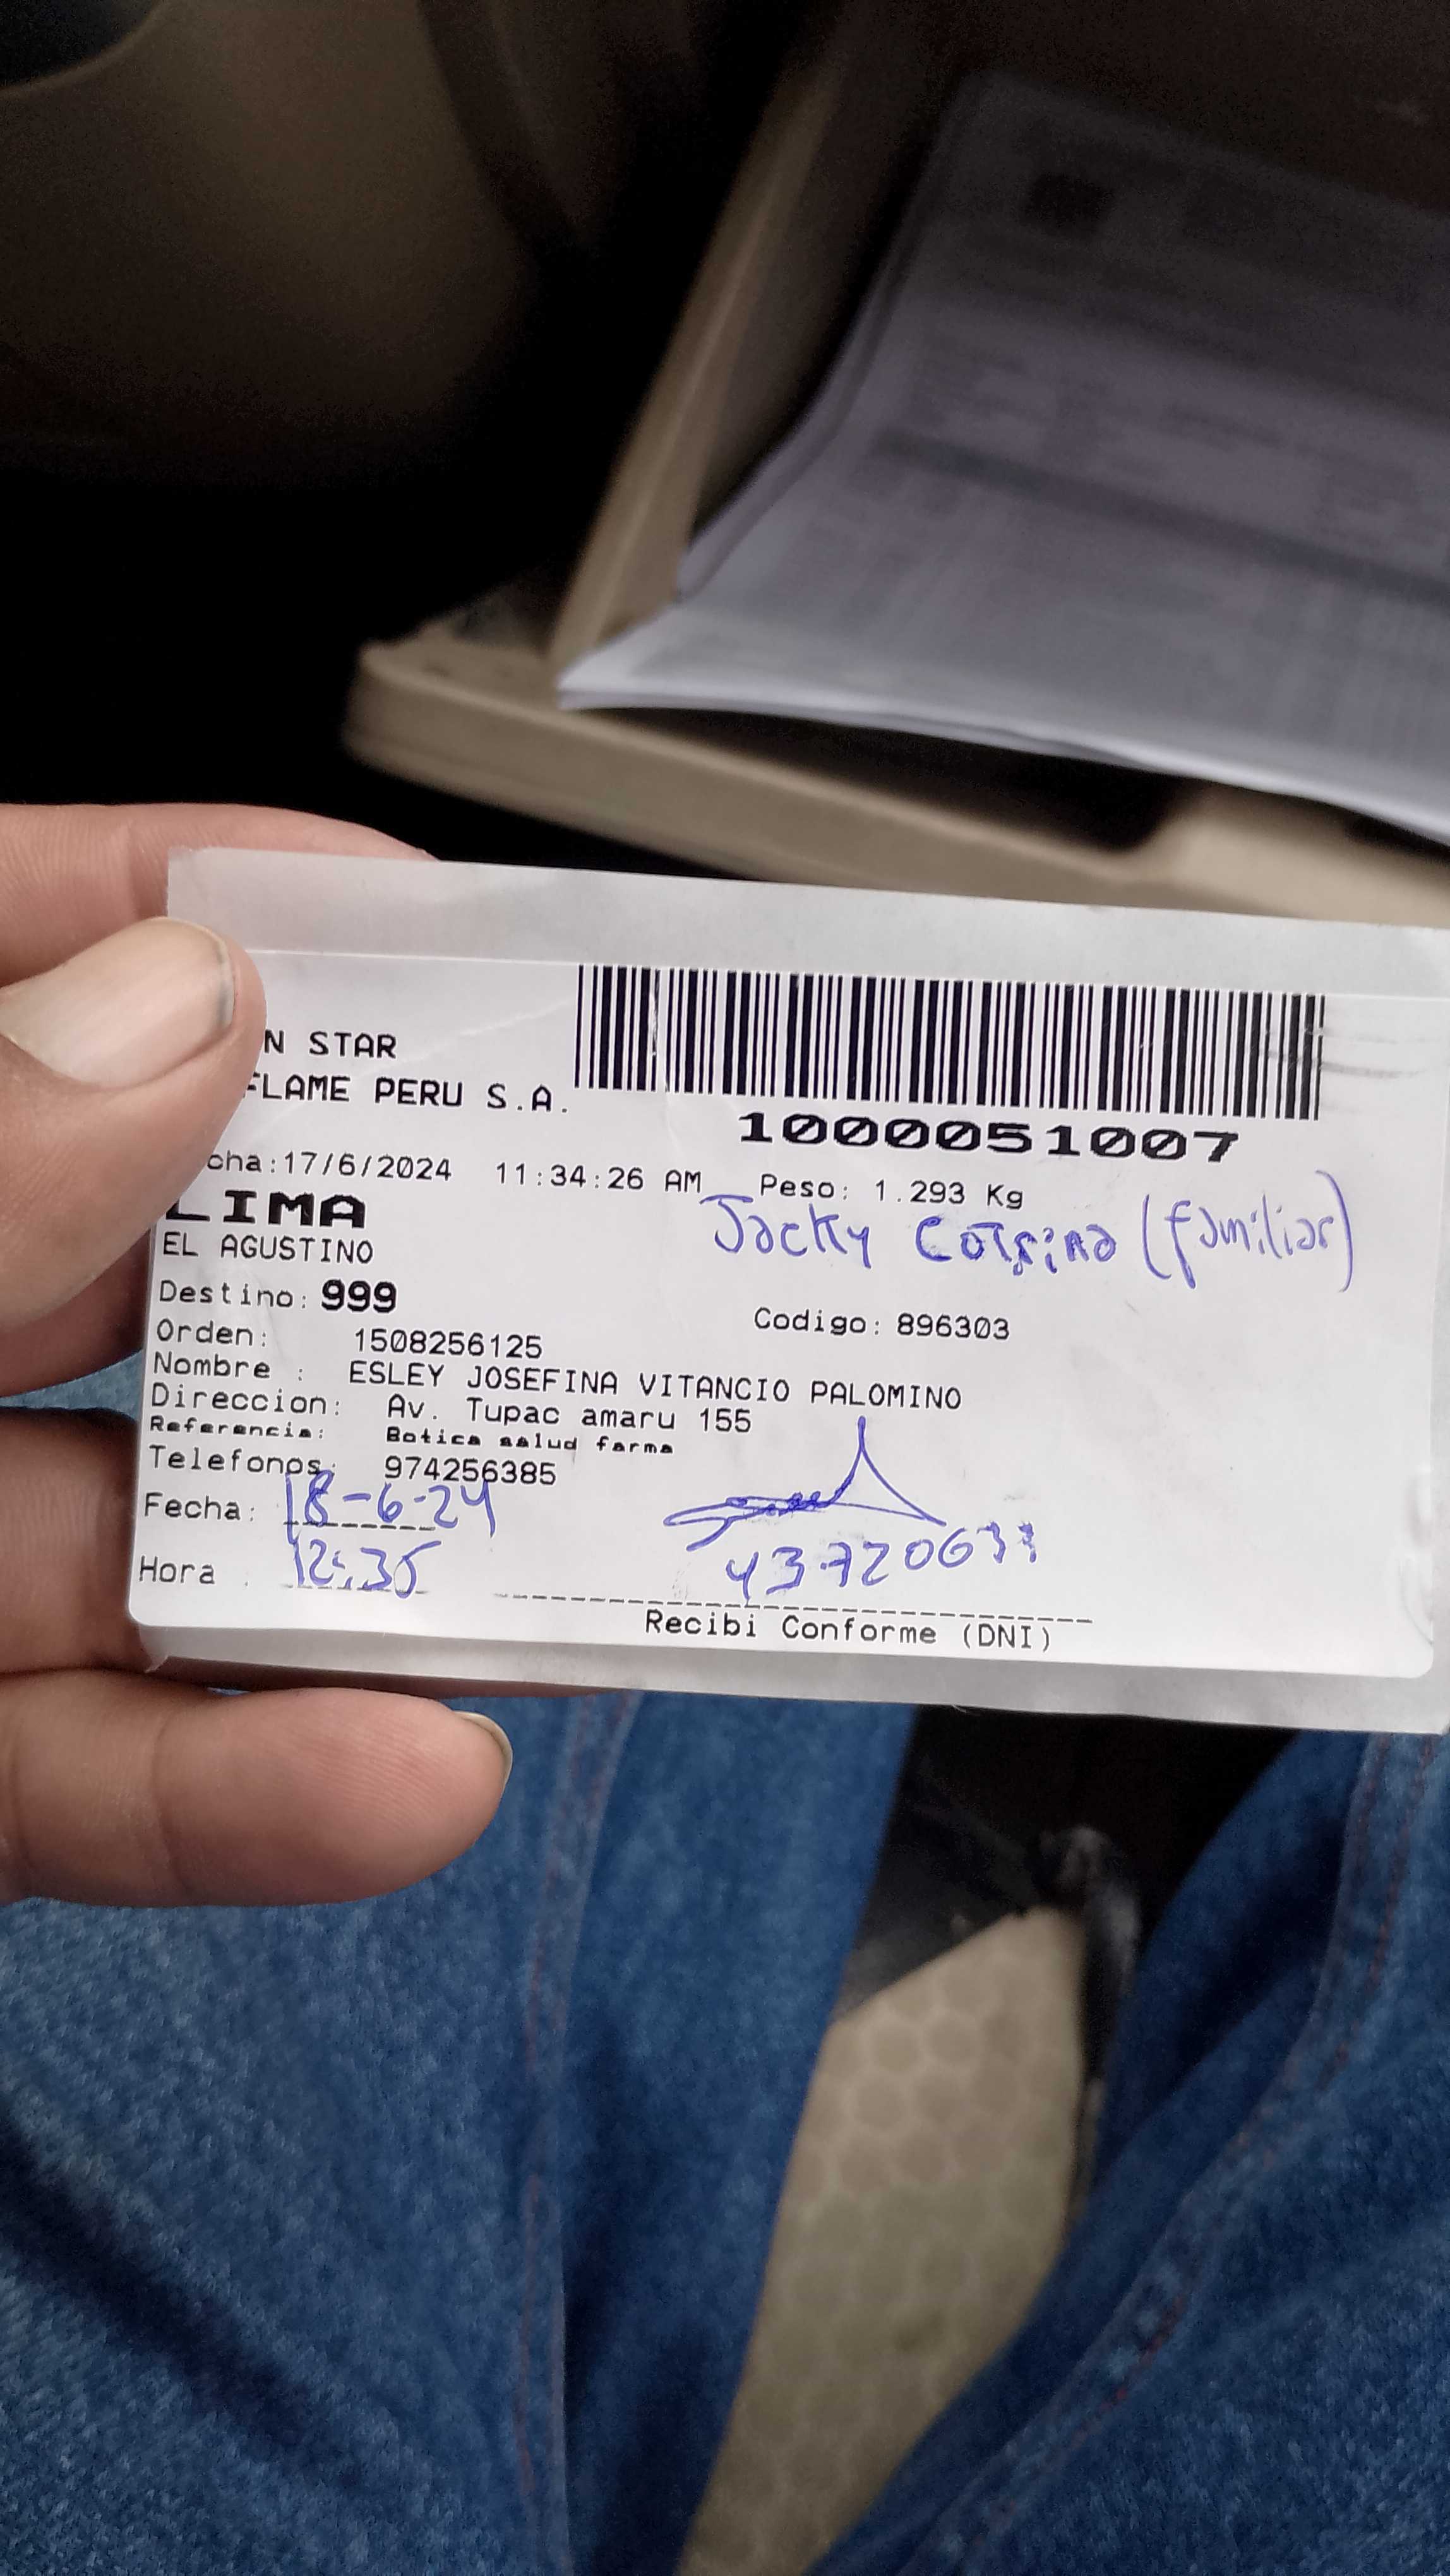 N STAR
FLAME PERU S.A.
1000051007
cha:17/6/2024 11:34:26 AM Peso: 1.293 Kg
LIMA
Jacky (familiar)
EL AGUSTINO
Destino: 999
Codigo: 896303
Orden: 1508256125
Nombre : ESLEY JOSEFINA VITANCIO PALOMINO
Direccion: Av. Tupac amaru 155
Referencia: Botica salud farma
Telefonos: 974256385
Fecha: 18-6-24
Hora : 12:35
Recibi Conforme (DNI)